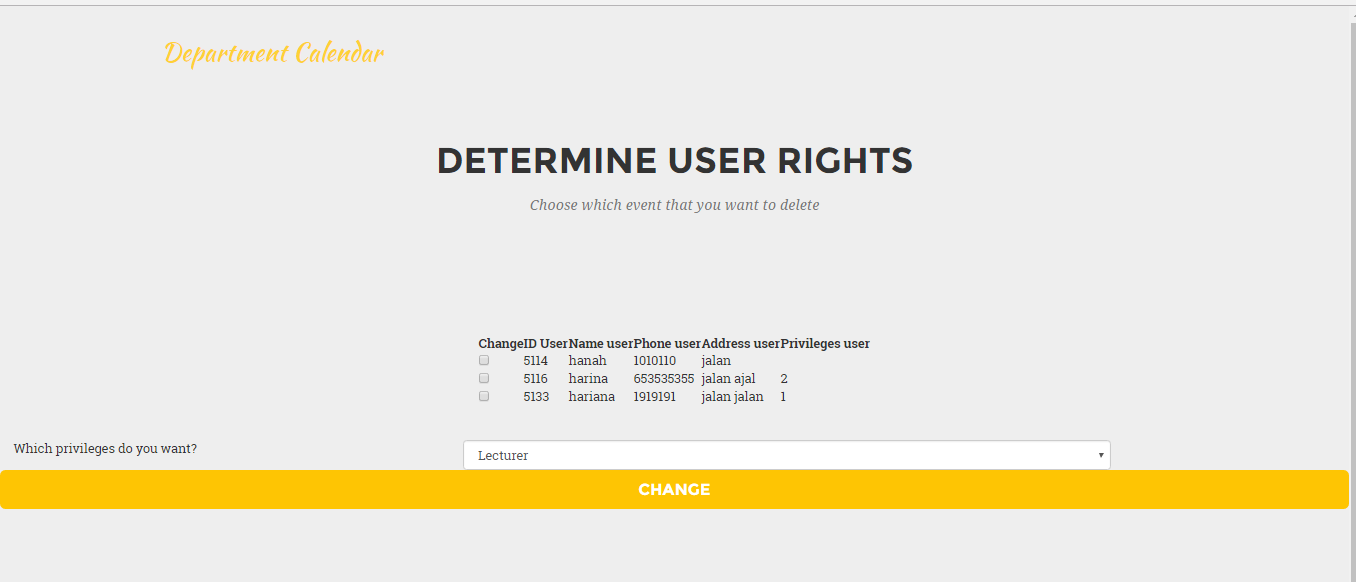 Department Calendar
DETERMINE USER RIGHTS
Choose which event that you want to delete
Change ID User Name user Phone user Address user Privileges user
5114 hanah 1010110 jalan
5116 harina 653535355 jalan ajal 2
5133 hariana 1919191 jalan jalan 1
Which privileges do you want? Lecturer
CHANGE